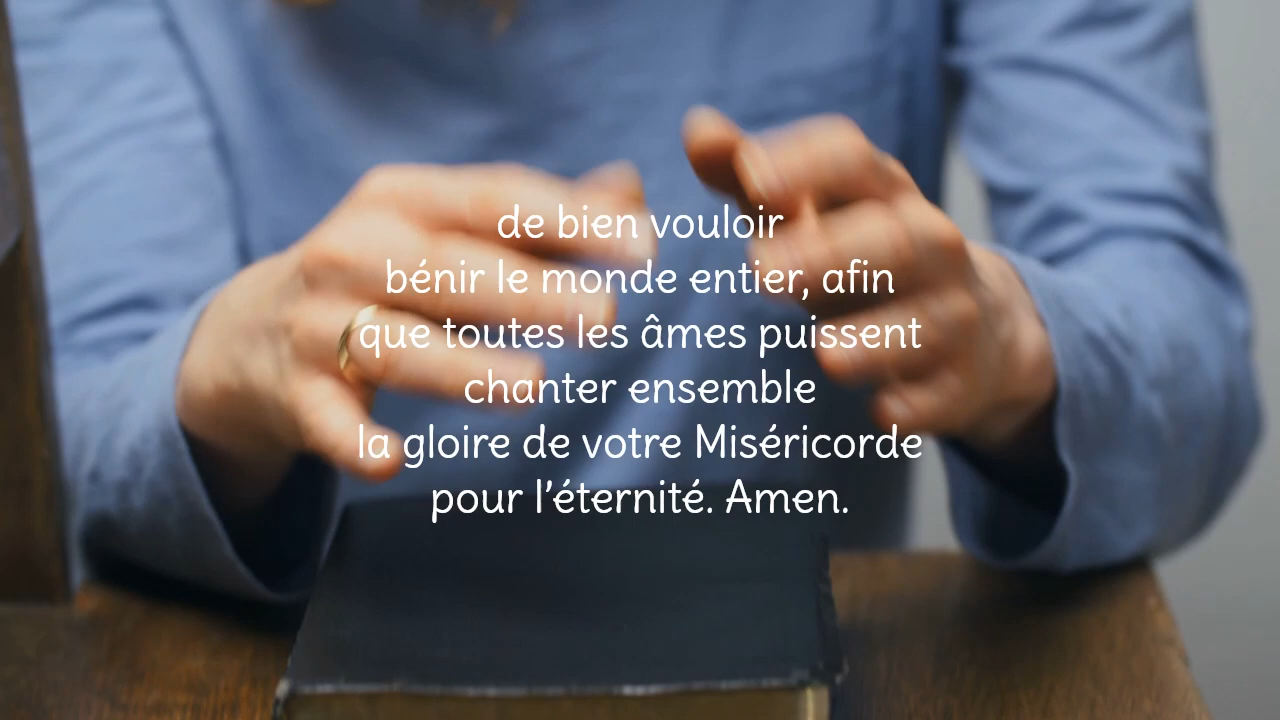 de bien vouloir
bénir le monde entier, afin
que toutes les âmes puissent
chanter ensemble
la gloire de votre Miséricorde
pour l’éternité. Amen.